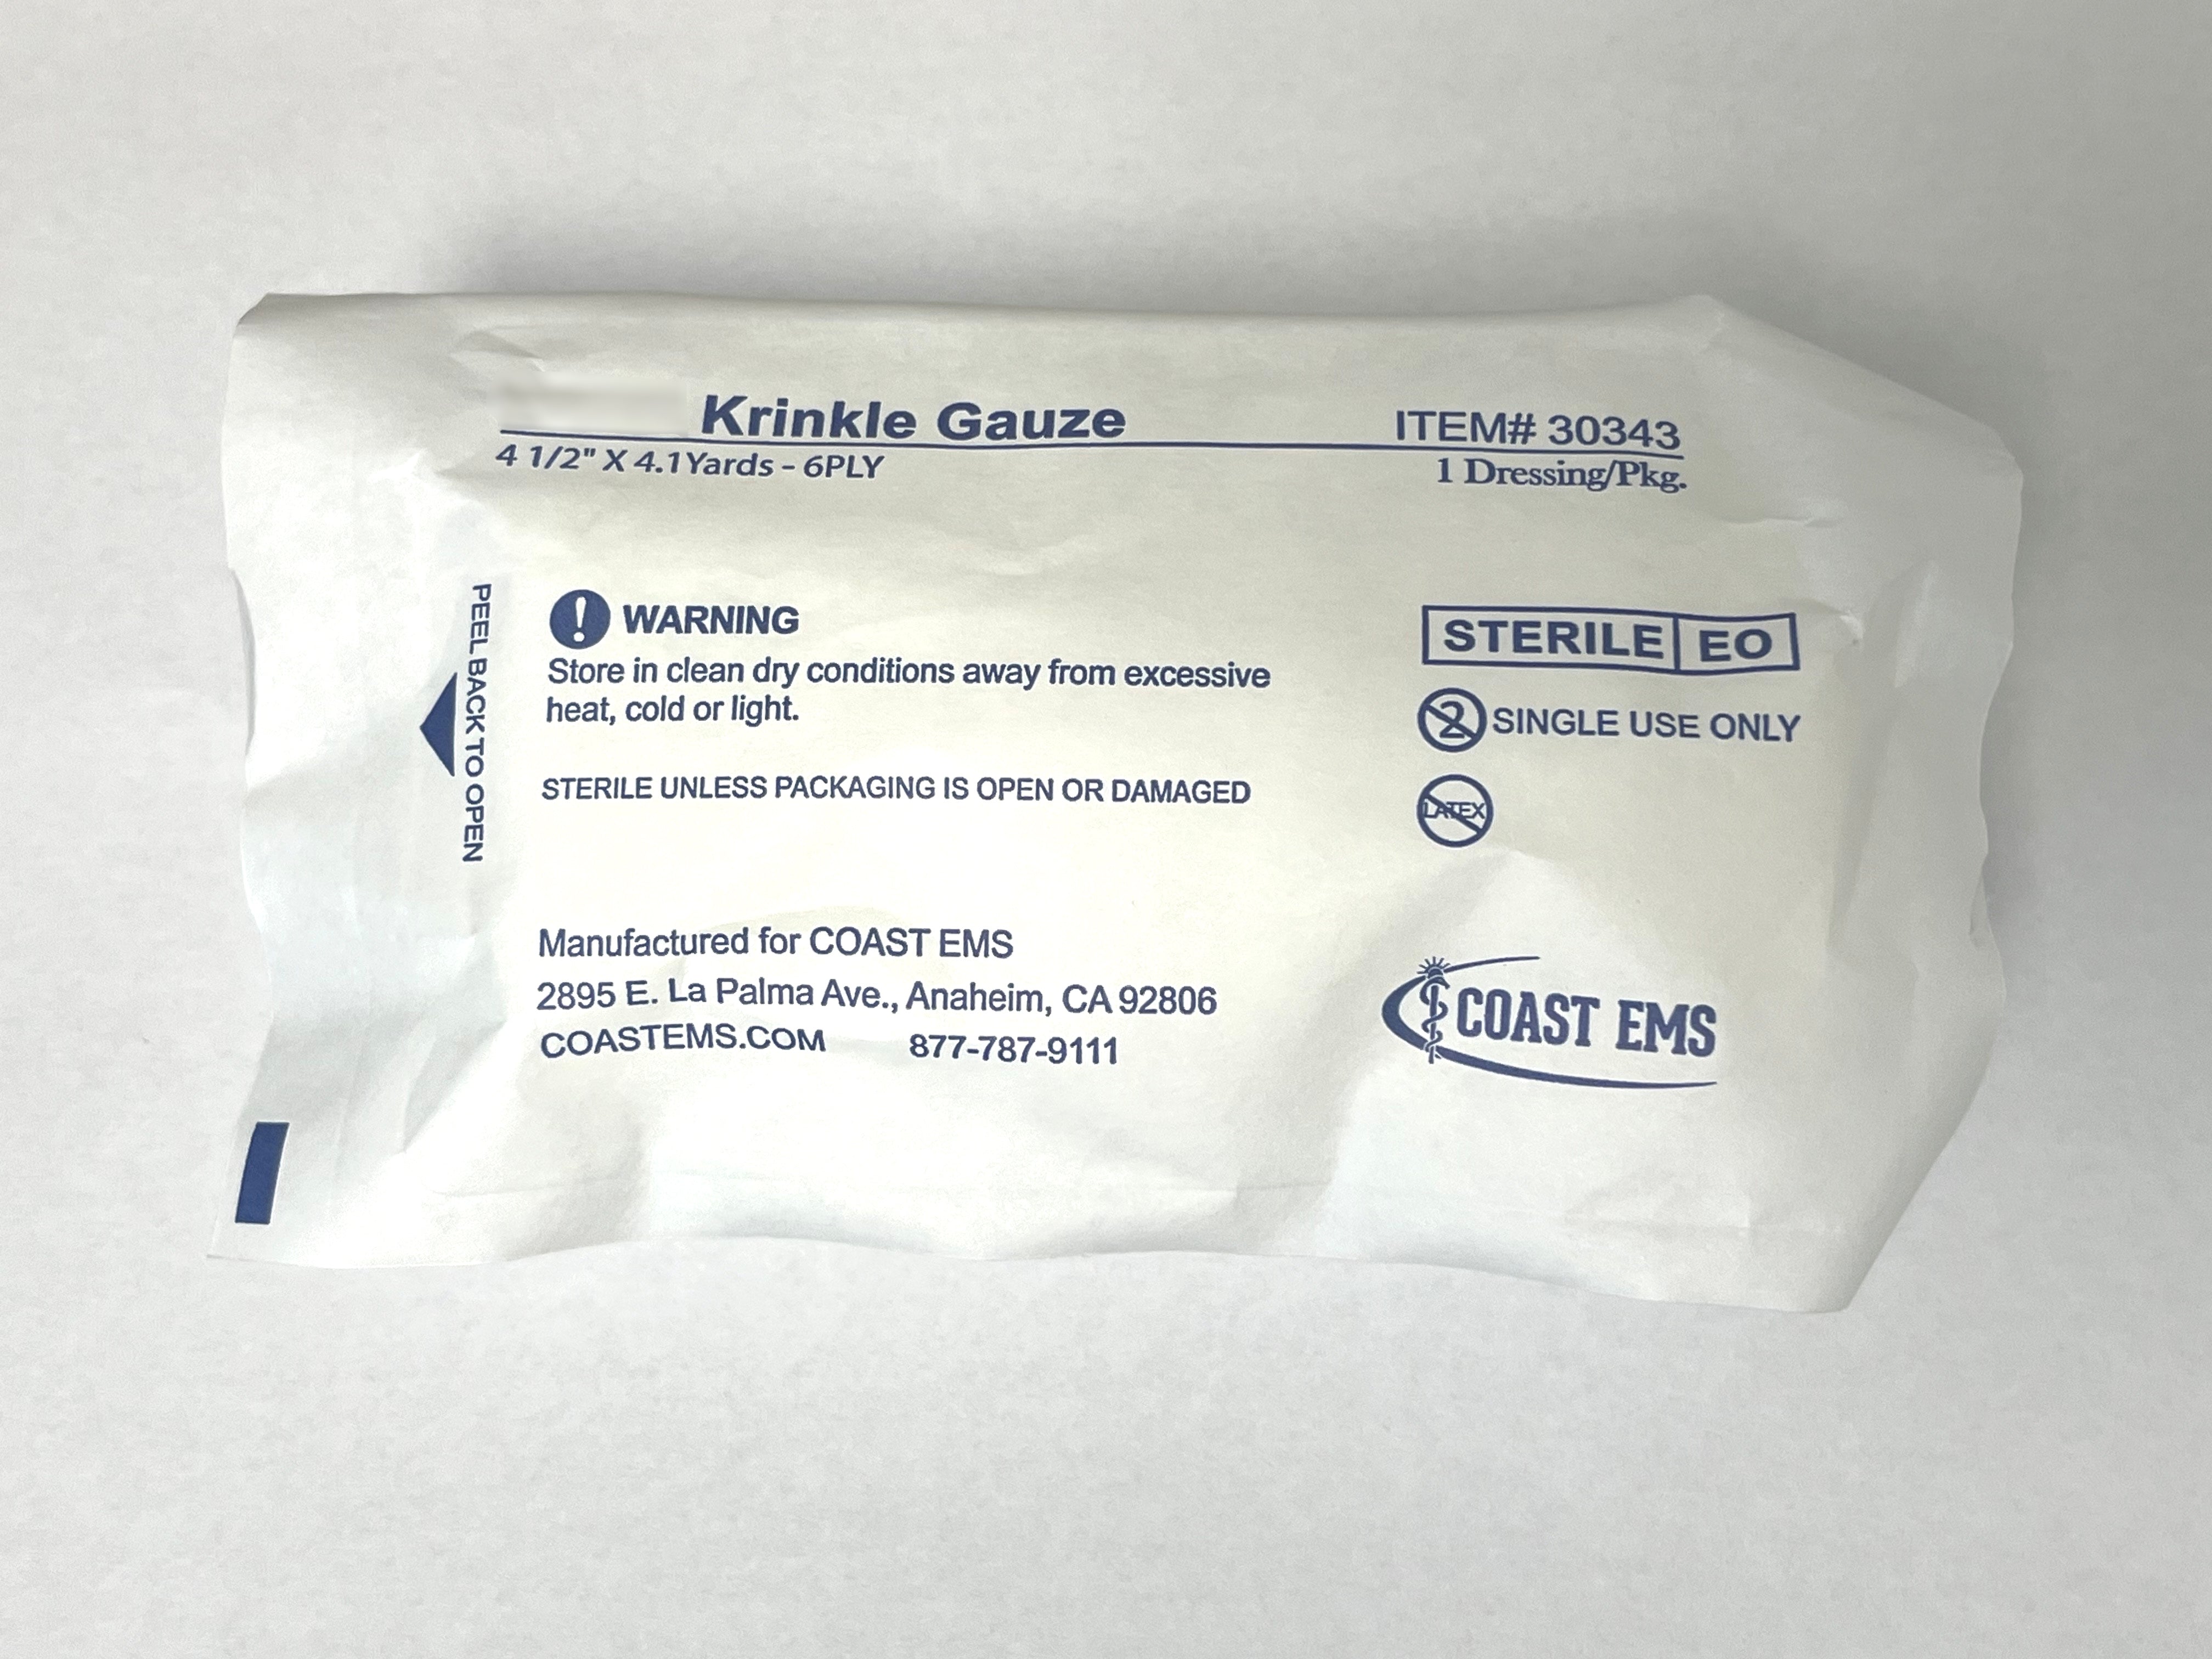 Krinkle Gauze
ITEM# 30343
4 1/2" X 4.1Yards - 6PLY
1 Dressing/Pkg.
PEEL BACK TO OPEN
! WARNING
Store in clean dry conditions away from excessive
heat, cold or light.
STERILE UNLESS PACKAGING IS OPEN OR DAMAGED
STERILE EO
2 SINGLE USE ONLY
LATEX
Manufactured for COAST EMS
2895 E. La Palma Ave., Anaheim, CA 92806
COASTEMS.COM 877-787-9111
COAST EMS